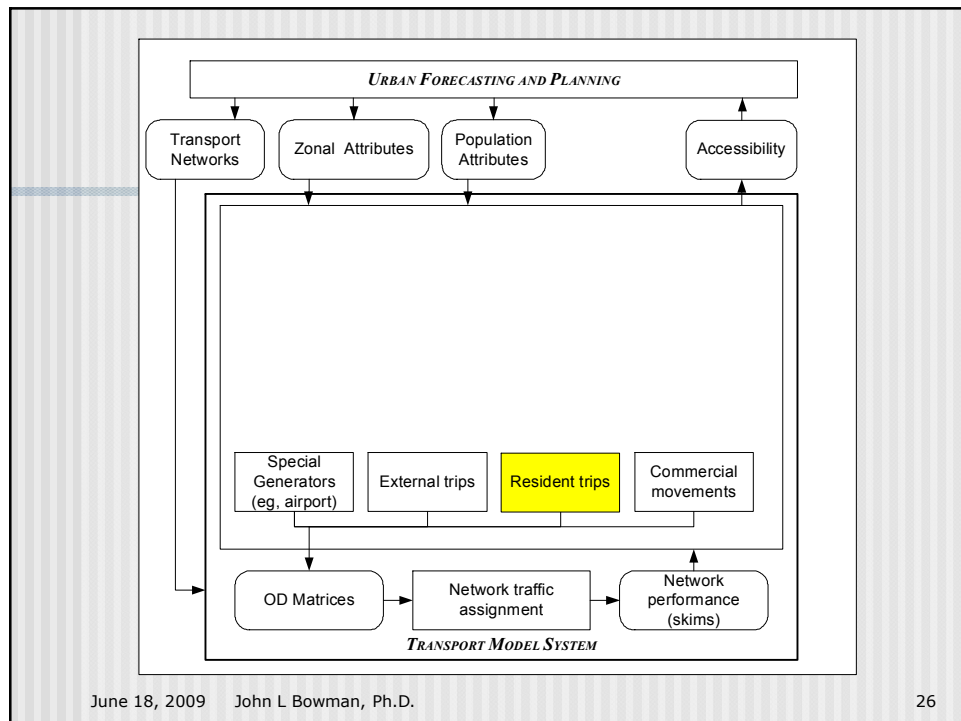 URBAN FORECASTING AND PLANNING
Transport
Networks
Zonal Attributes
Population
Attributes
Accessibility
Special
Generators
(eg, airport)
External trips
Resident trips
Commercial
movements
OD Matrices
Network traffic
assignment
Network
performance
(skims)
TRANSPORT MODEL SYSTEM
June 18, 2009 John L Bowman, Ph.D. 26